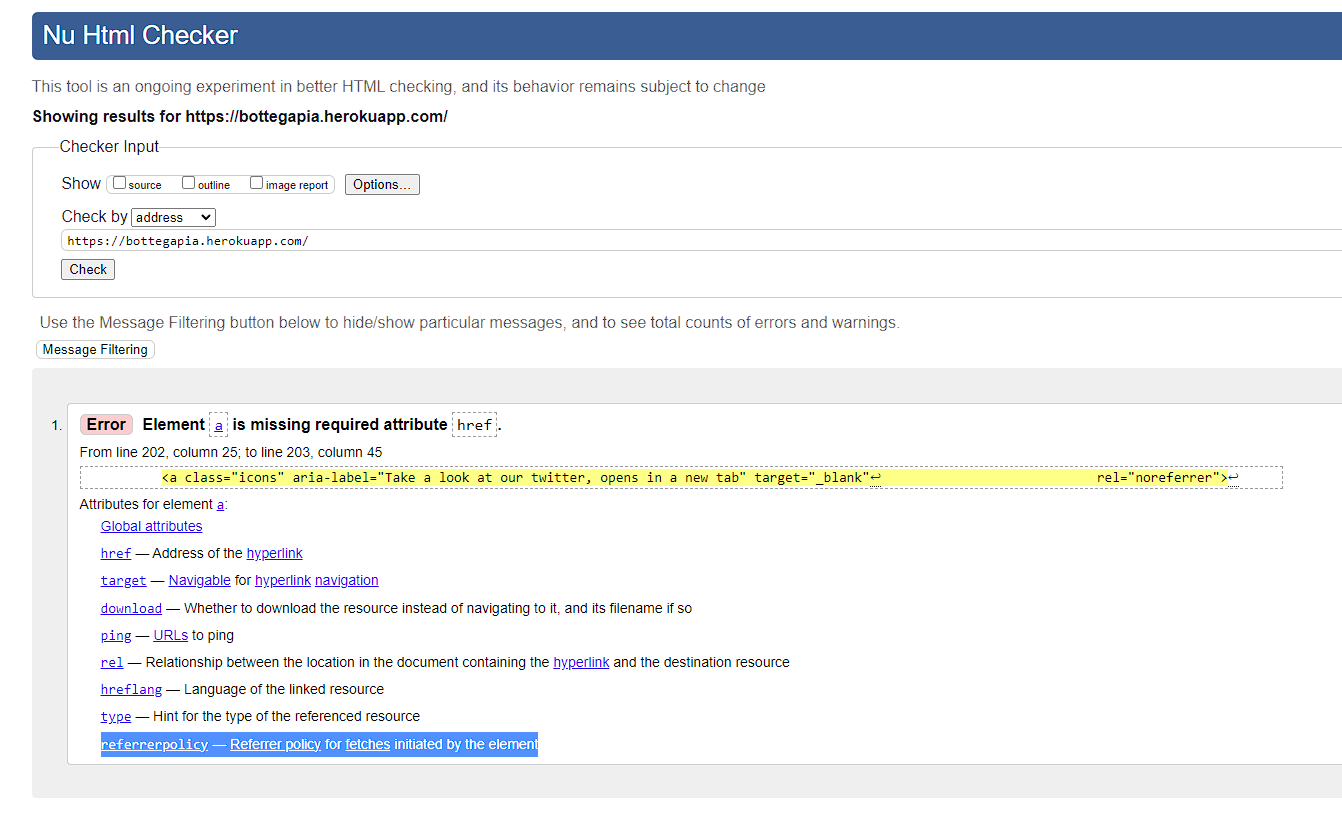 Nu Html Checker
This tool is an ongoing experiment in better HTML checking, and its behavior remains subject to change
Showing results for https://bottegapia.herokuapp.com/
Checker Input
Show source outline image report Options...
Check by address
https://bottegapia.herokuapp.com/
Check
Use the Message Filtering button below to hide/show particular messages, and to see total counts of errors and warnings.
Message Filtering
1. Error Element a is missing required attribute href.
From line 202, column 25; to line 203, column 45
<a class="icons" aria-label="Take a look at our twitter, opens in a new tab" target="_blank"↩ rel="noreferrer">↩
Attributes for element a:
Global attributes
href — Address of the hyperlink
target — Navigable for hyperlink navigation
download — Whether to download the resource instead of navigating to it, and its filename if so
ping — URLs to ping
rel — Relationship between the location in the document containing the hyperlink and the destination resource
hreflang — Language of the linked resource
type — Hint for the type of the referenced resource
referrerpolicy — Referrer policy for fetches initiated by the element